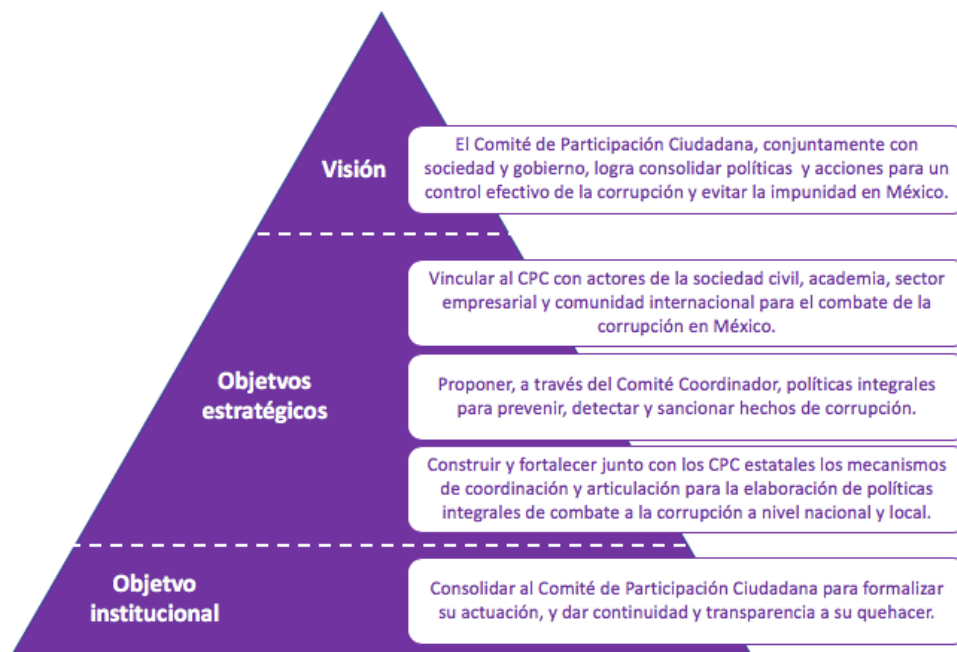 Visión
El Comité de Participación Ciudadana, conjuntamente con
sociedad y gobierno, logra consolidar políticas y acciones para un
control efectivo de la corrupción y evitar la impunidad en México.
Objetvos
estratégicos
Vincular al CPC con actores de la sociedad civil, academia, sector
empresarial y comunidad internacional para el combate de la
corrupción en México.
Proponer, a través del Comité Coordinador, políticas integrales
para prevenir, detectar y sancionar hechos de corrupción.
Construir y fortalecer junto con los CPC estatales los mecanismos
de coordinación y articulación para la elaboración de políticas
integrales de combate a la corrupción a nivel nacional y local.
Objetvo
institucional
Consolidar al Comité de Participación Ciudadana para formalizar
su actuación, y dar continuidad y transparencia a su quehacer.